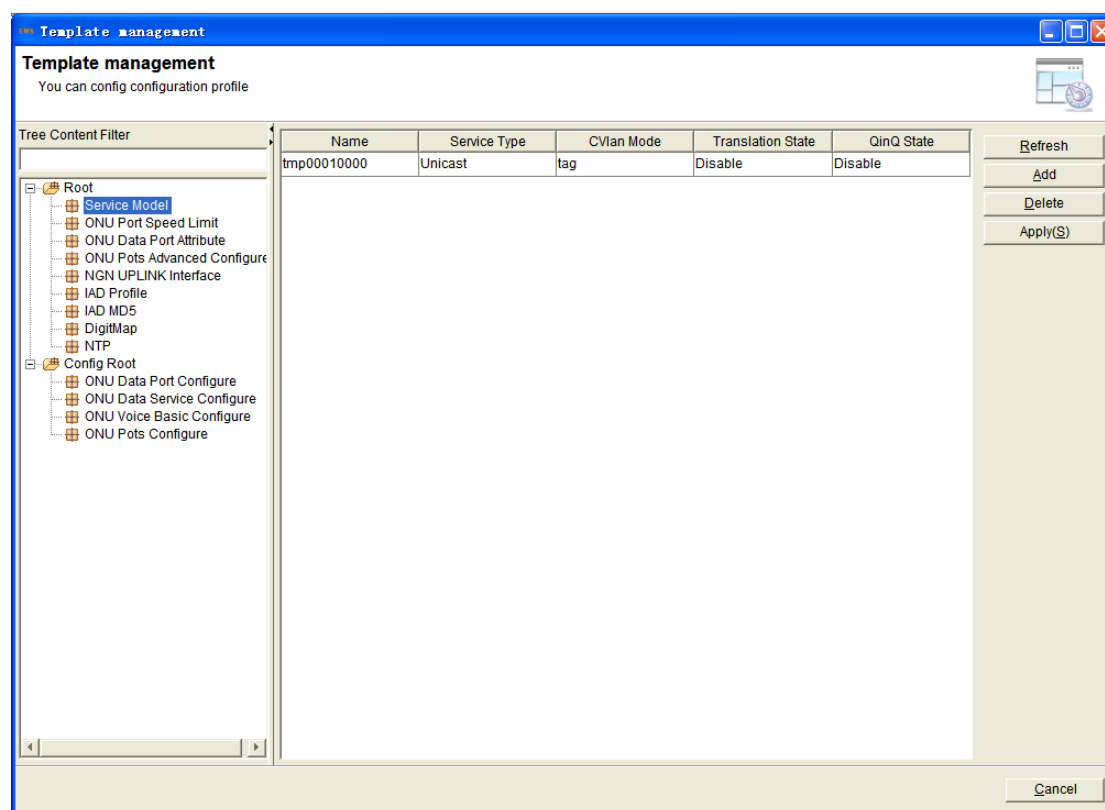 EMS Template management
Template management
You can config configuration profile
Tree Content Filter
Root
Service Model
ONU Port Speed Limit
ONU Data Port Attribute
ONU Pots Advanced Configure
NGN UPLINK Interface
IAD Profile
IAD MD5
DigitMap
NTP
Config Root
ONU Data Port Configure
ONU Data Service Configure
ONU Voice Basic Configure
ONU Pots Configure
Name Service Type CVlan Mode Translation State QinQ State
tmp00010000 Unicast tag Disable Disable
Refresh
Add
Delete
Apply(S)
Cancel